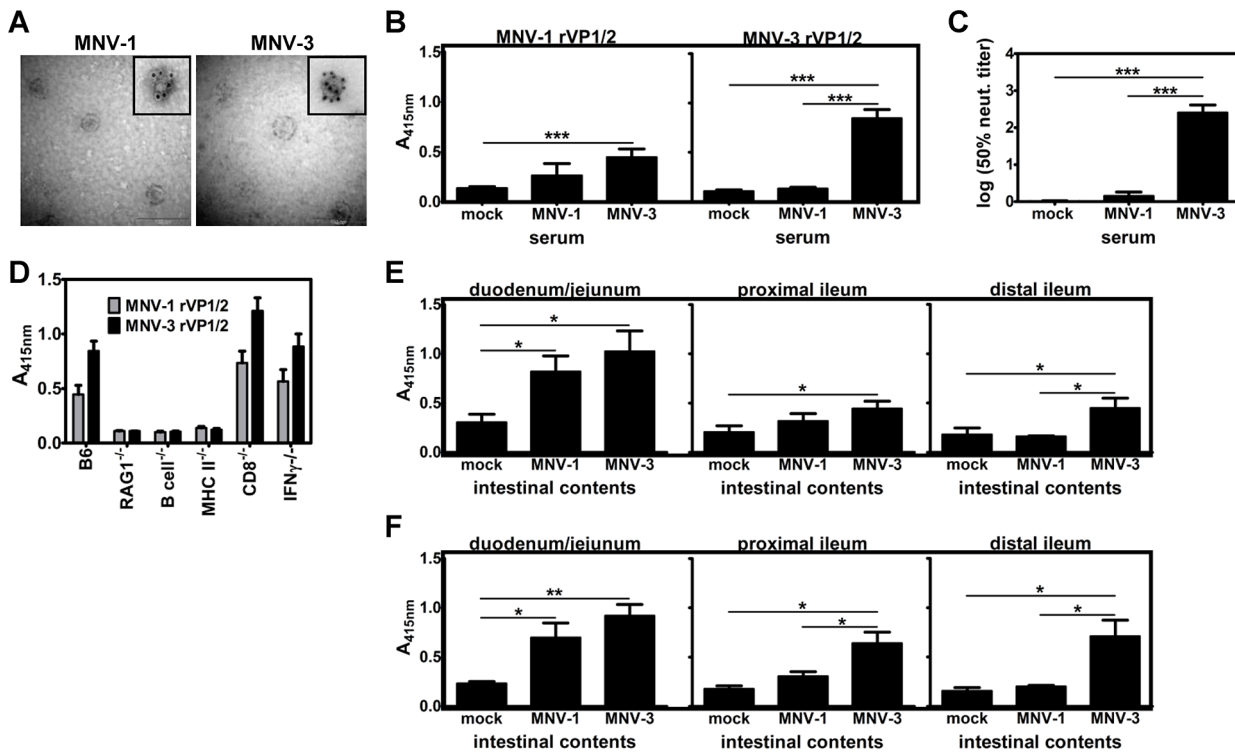 A
MNV-1 MNV-3
B
MNV-1 rVP1/2 MNV-3 rVP1/2
1.5
1.0
0.5
0.0
A415nm
***
***
***
mock MNV-1 MNV-3 mock MNV-1 MNV-3
serum serum
C
4
3
2
1
0
log (50% neut. titer)
***
***
mock MNV-1 MNV-3
serum
D
1.5
1.0
0.5
0.0
A415nm
MNV-1 rVP1/2
MNV-3 rVP1/2
B6 RAG1-/- B cell-/- MHC II-/- CD8-/- IFNγ-/-
E
duodenum/jejunum proximal ileum distal ileum
1.5
1.0
0.5
0.0
A415nm
*
*
*
*
*
mock MNV-1 MNV-3 mock MNV-1 MNV-3 mock MNV-1 MNV-3
intestinal contents intestinal contents intestinal contents
F
duodenum/jejunum proximal ileum distal ileum
1.5
1.0
0.5
0.0
A415nm
**
*
*
*
*
*
mock MNV-1 MNV-3 mock MNV-1 MNV-3 mock MNV-1 MNV-3
intestinal contents intestinal contents intestinal contents